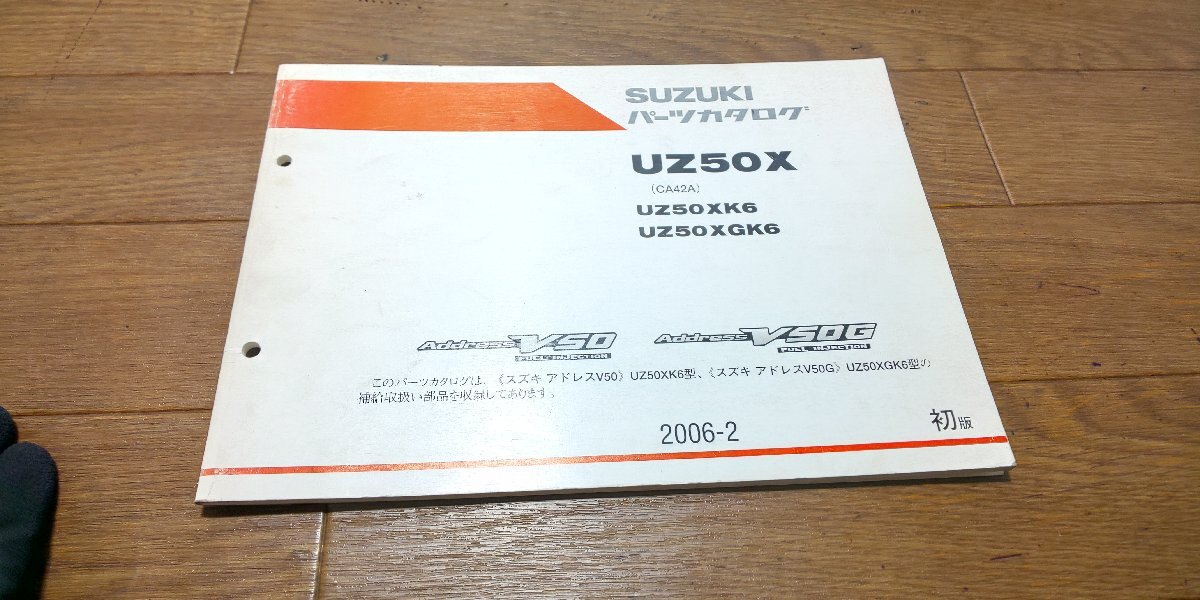 SUZUKI
パーツカタログ
UZ50X
(CA42A)
UZ50XK6
UZ50XGK6
Address V50
FUEL INJECTION
Address V50G
FUEL INJECTION
このパーツカタログは、《スズキ アドレスV50》UZ50XK6型、《スズキ アドレスV50G》UZ50XGK6型の
補給取扱い部品を収録してあります。
2006-2
初版